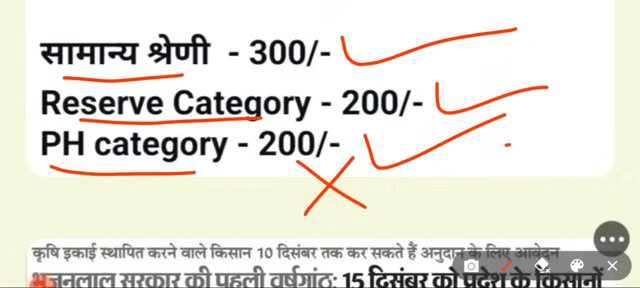 सामान्य श्रेणी - 300/-
Reserve Category - 200/-
PH category - 200/-
कृषि इकाई स्थापित करने वाले किसान 10 दिसंबर तक कर सकते हैं अनुदान के लिए आवेदन
भजनलाल सरकार की पहली वर्षगांठ: 15 दिसंबर को प्रदेश के किसानों